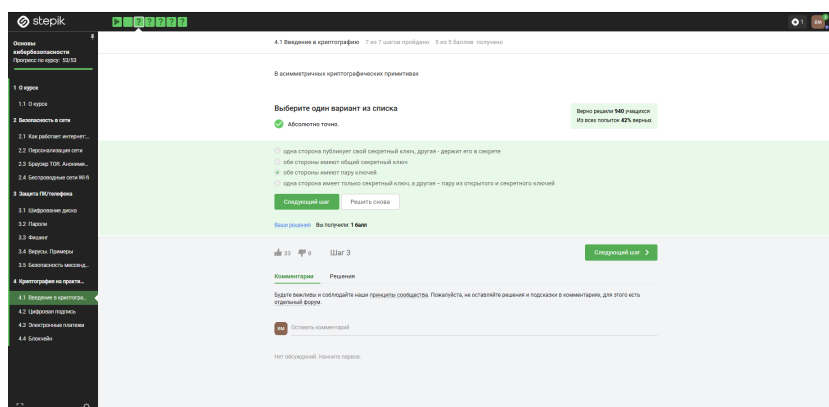 stepik
1
ВМ
Основы
кибербезопасности
Прогресс по курсу: 53/53
1 О курсе
1.1 О курсе
2 Безопасность в сети
2.1 Как работает интернет:...
2.2 Персонализация сети
2.3 Браузер TOR. Аноними...
2.4 Беспроводные сети Wi-fi
3 Защита ПК/телефона
3.1 Шифрование диска
3.2 Пароли
3.3 Фишинг
3.4 Вирусы. Примеры
3.5 Безопасность мессенд...
4 Криптография на практи...
4.1 Введение в криптогра...
4.2 Цифровая подпись
4.3 Электронные платежи
4.4 Блокчейн
4.1 Введение в криптографию 7 из 7 шагов пройдено 5 из 5 баллов получено
В асимметричных криптографических примитивах
Выберите один вариант из списка
Абсолютно точно.
Верно решили 940 учащихся
Из всех попыток 42% верных
одна сторона публикует свой секретный ключ, другая - держит его в секрете
обе стороны имеют общий секретный ключ
обе стороны имеют пару ключей
одна сторона имеет только секретный ключ, а другая – пару из открытого и секретного ключей
Следующий шаг Решить снова
Ваши решения Вы получили: 1 балл
33 8 Шаг 3 Следующий шаг
Комментарии Решения
Будьте вежливы и соблюдайте наши принципы сообщества. Пожалуйста, не оставляйте решения и подсказки в комментариях, для этого есть
отдельный форум.
ВМ Оставить комментарий
Нет обсуждений. Начните первое.